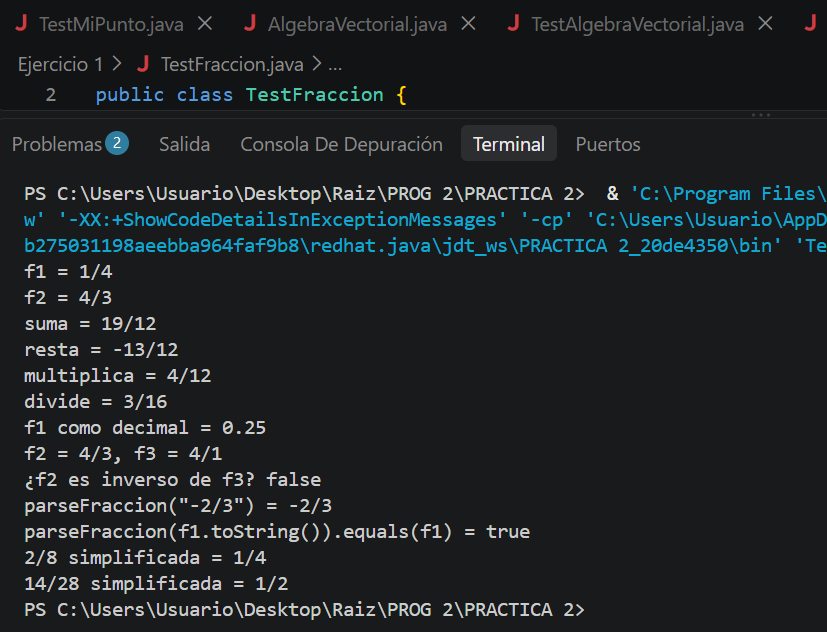 TestMiPunto.java AlgebraVectorial.java TestAlgebraVectorial.java
Ejercicio 1 > TestFraccion.java > ...
2 public class TestFraccion {
Problemas 2 Salida Consola De Depuración Terminal Puertos
PS C:\Users\Usuario\Desktop\Raiz\PROG 2\PRACTICA 2> & 'C:\Program Files\
w' '-XX:+ShowCodeDetailsInExceptionMessages' '-cp' 'C:\Users\Usuario\AppD
b275031198aeebba964faf9b8\redhat.java\jdt_ws\PRACTICA 2_20de4350\bin' 'Te
f1 = 1/4
f2 = 4/3
suma = 19/12
resta = -13/12
multiplica = 4/12
divide = 3/16
f1 como decimal = 0.25
f2 = 4/3, f3 = 4/1
¿f2 es inverso de f3? false
parseFraccion("-2/3") = -2/3
parseFraccion(f1.toString()).equals(f1) = true
2/8 simplificada = 1/4
14/28 simplificada = 1/2
PS C:\Users\Usuario\Desktop\Raiz\PROG 2\PRACTICA 2>